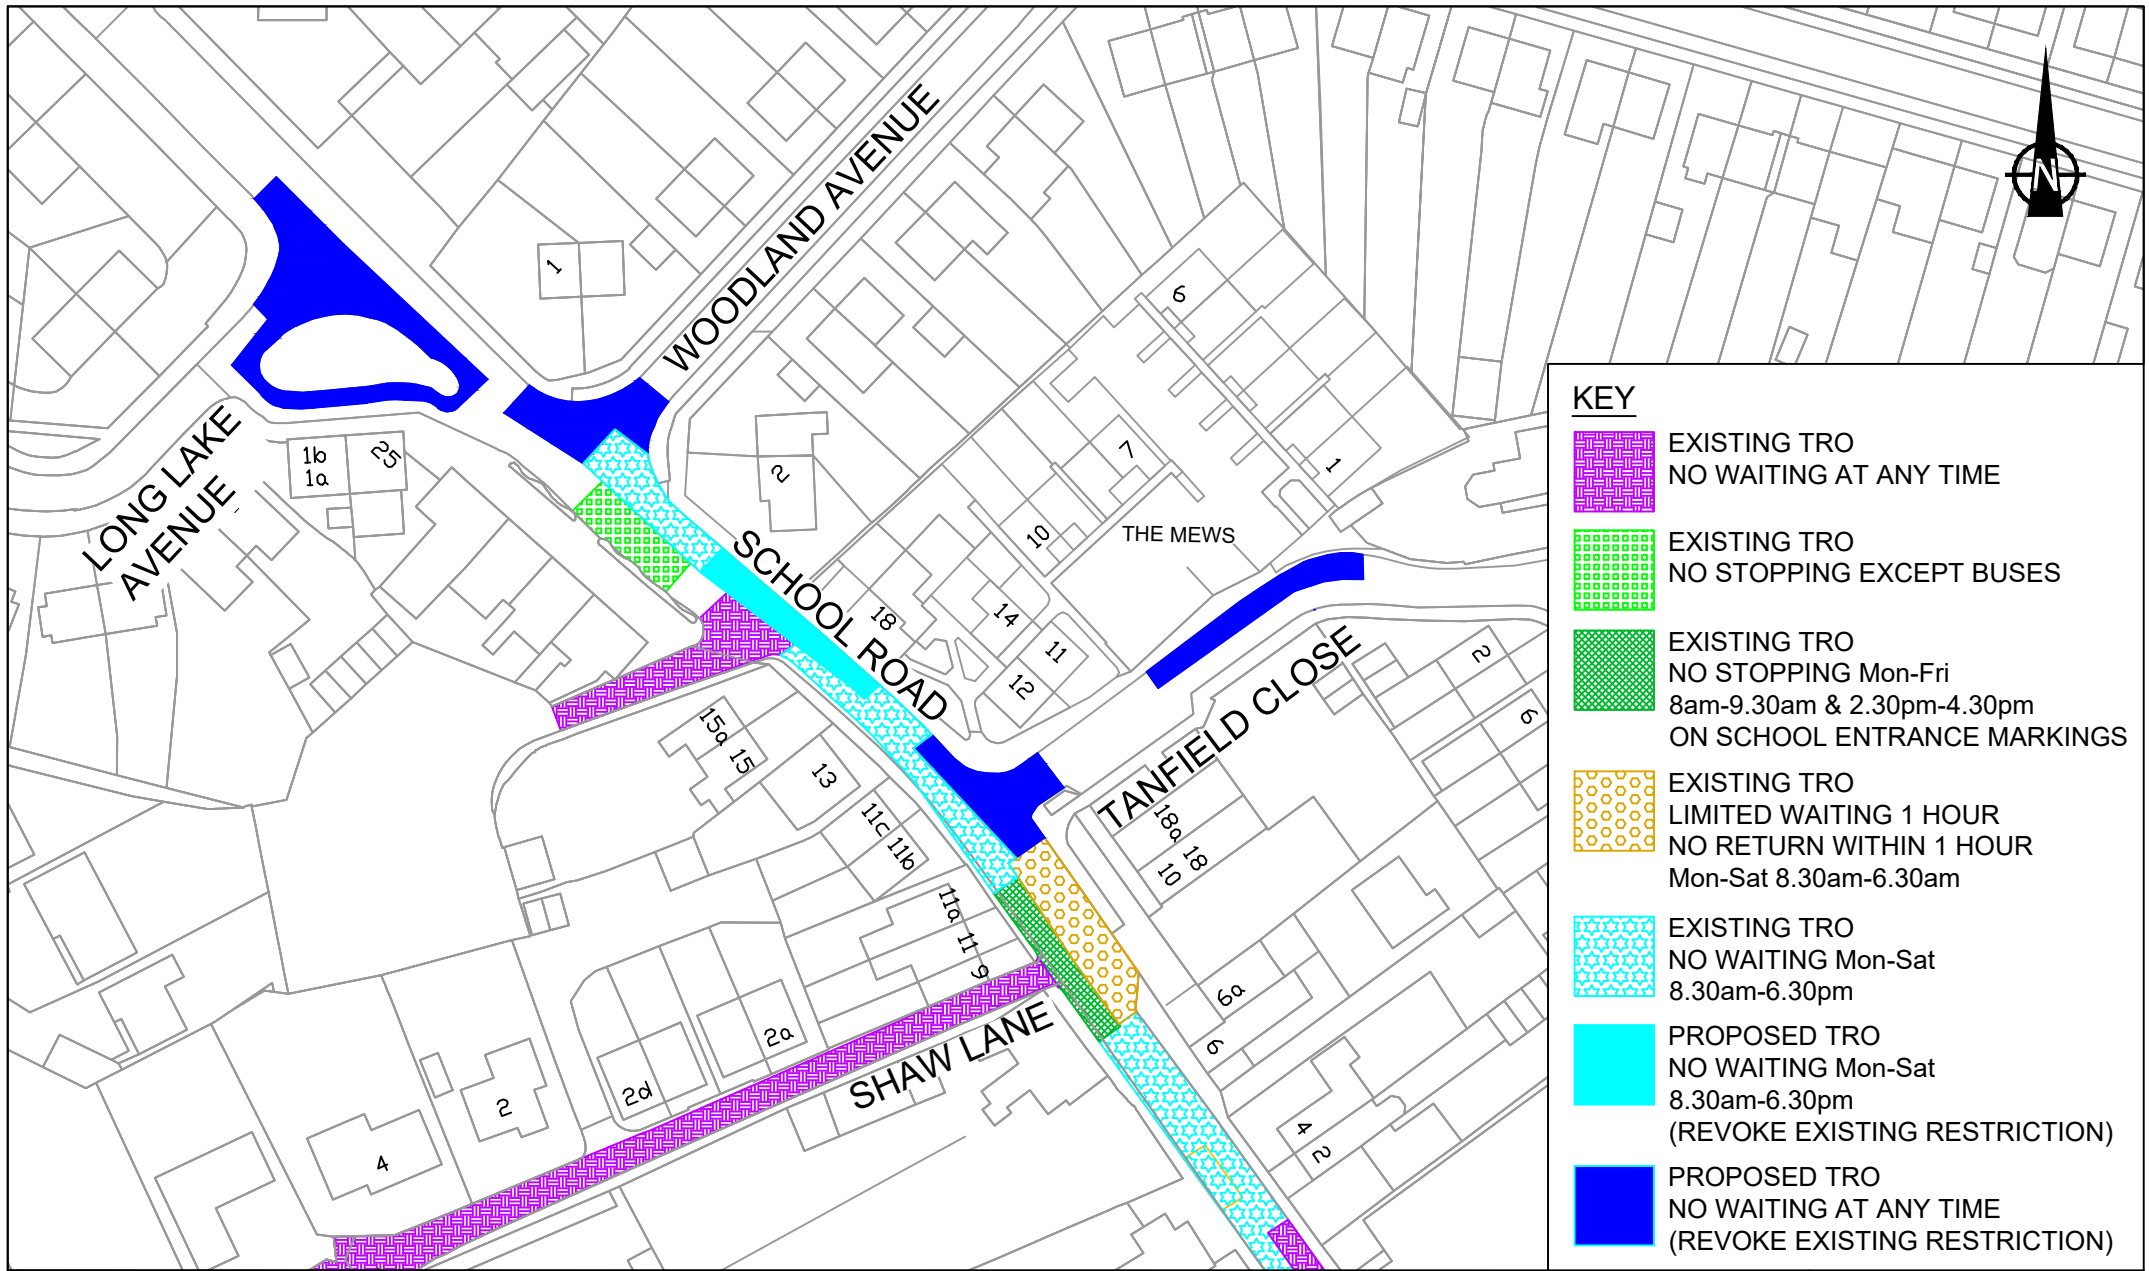 WOODLAND AVENUE
N
1
6
LONG LAKE
AVENUE
1b
1a
25
2
7
1
10
THE MEWS
SCHOOL ROAD
18
14
11
12
TANFIELD CLOSE
2
6
15a
15
13
11c
11b
18a
18
10
11a
11
9
6a
6
SHAW LANE
2a
2d
2
4
4
2
KEY
EXISTING TRO
NO WAITING AT ANY TIME
EXISTING TRO
NO STOPPING EXCEPT BUSES
EXISTING TRO
NO STOPPING Mon-Fri
8am-9.30am & 2.30pm-4.30pm
ON SCHOOL ENTRANCE MARKINGS
EXISTING TRO
LIMITED WAITING 1 HOUR
NO RETURN WITHIN 1 HOUR
Mon-Sat 8.30am-6.30am
EXISTING TRO
NO WAITING Mon-Sat
8.30am-6.30pm
PROPOSED TRO
NO WAITING Mon-Sat
8.30am-6.30pm
(REVOKE EXISTING RESTRICTION)
PROPOSED TRO
NO WAITING AT ANY TIME
(REVOKE EXISTING RESTRICTION)